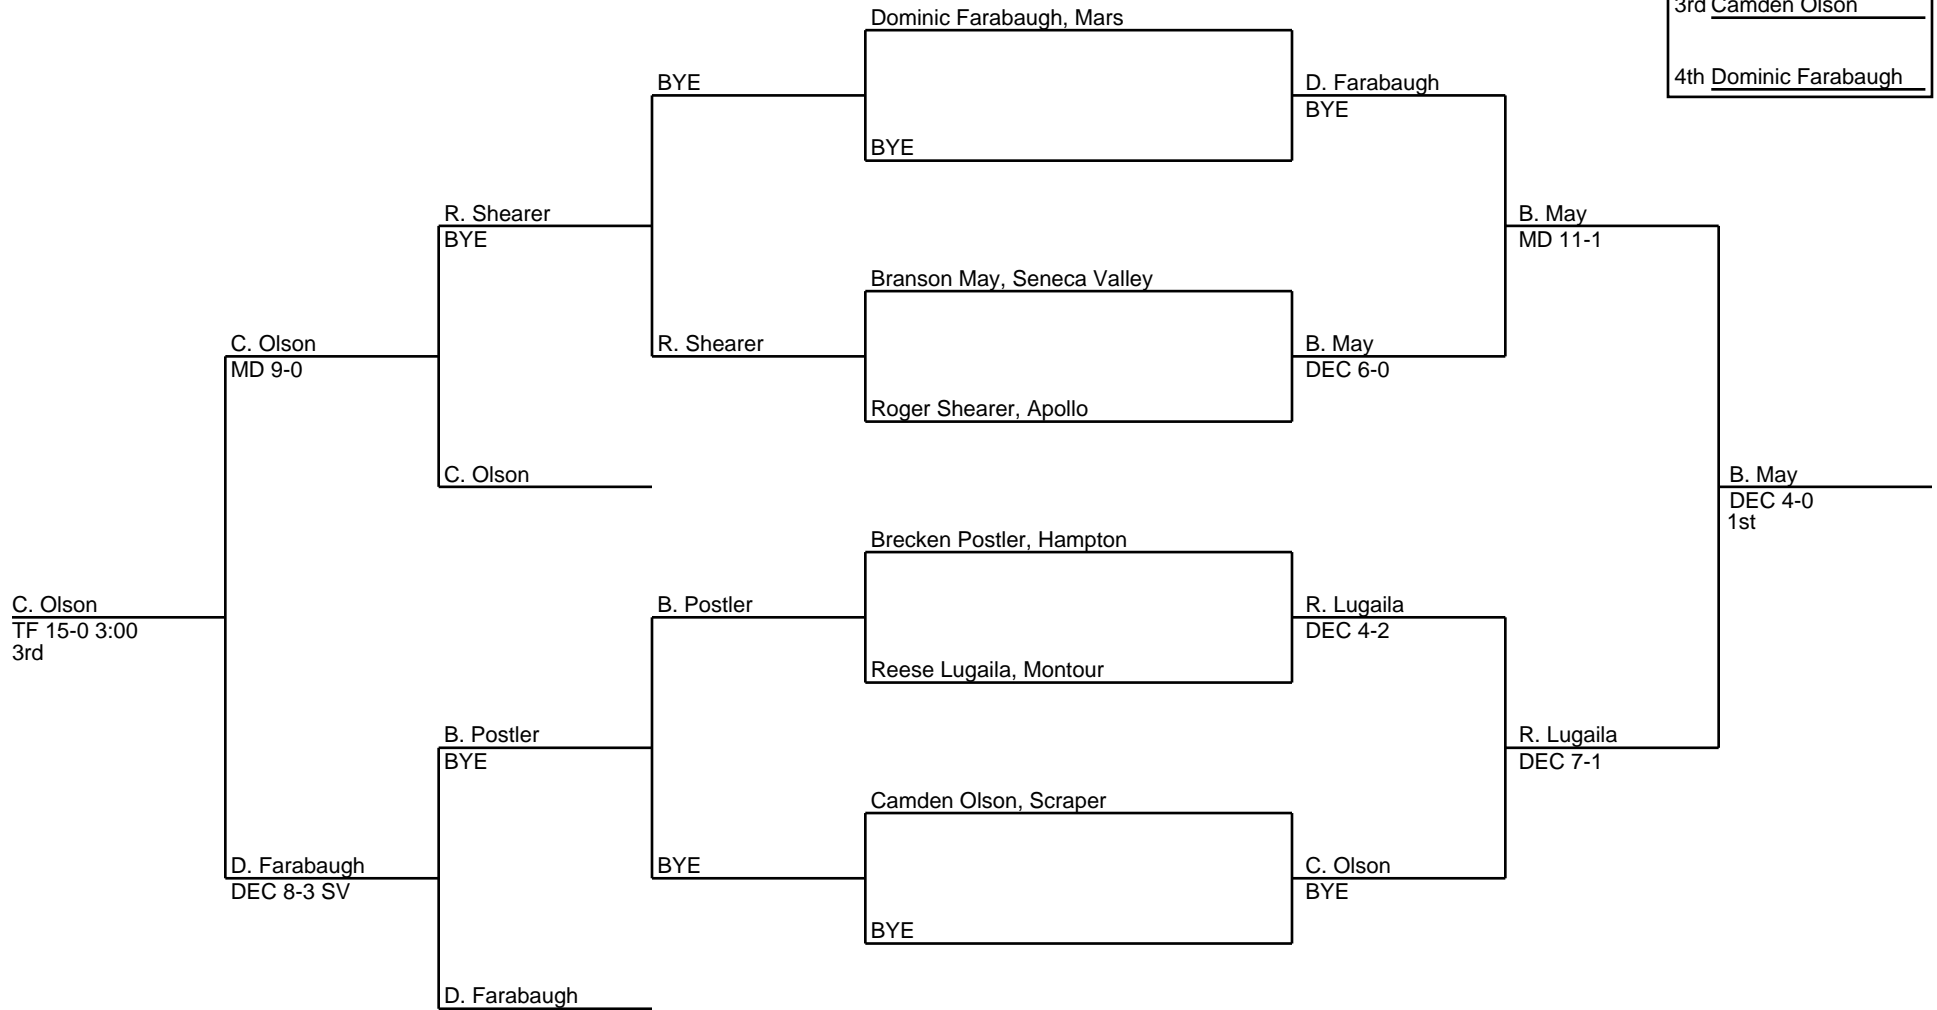 3rd Camden Olson
Dominic Farabaugh, Mars
4th Dominic Farabaugh
BYE
D. Farabaugh
BYE
BYE
R. Shearer
BYE
B. May
MD 11-1
Branson May, Seneca Valley
C. Olson
MD 9-0
R. Shearer
B. May
DEC 6-0
Roger Shearer, Apollo
C. Olson
B. May
DEC 4-0
1st
Brecken Postler, Hampton
C. Olson
TF 15-0 3:00
3rd
B. Postler
R. Lugaila
DEC 4-2
Reese Lugaila, Montour
B. Postler
BYE
R. Lugaila
DEC 7-1
Camden Olson, Scraper
D. Farabaugh
DEC 8-3 SV
BYE
C. Olson
BYE
BYE
D. Farabaugh